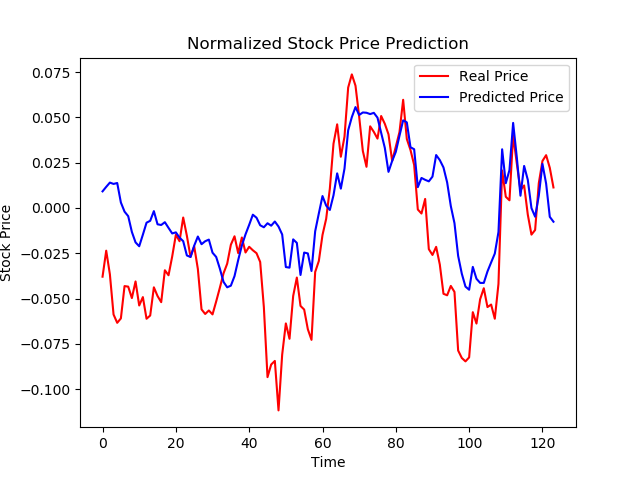 Normalized Stock Price Prediction
Real Price
Predicted Price
0.075
0.050
0.025
0.000
−0.025
−0.050
−0.075
−0.100
Stock Price
0 20 40 60 80 100 120
Time